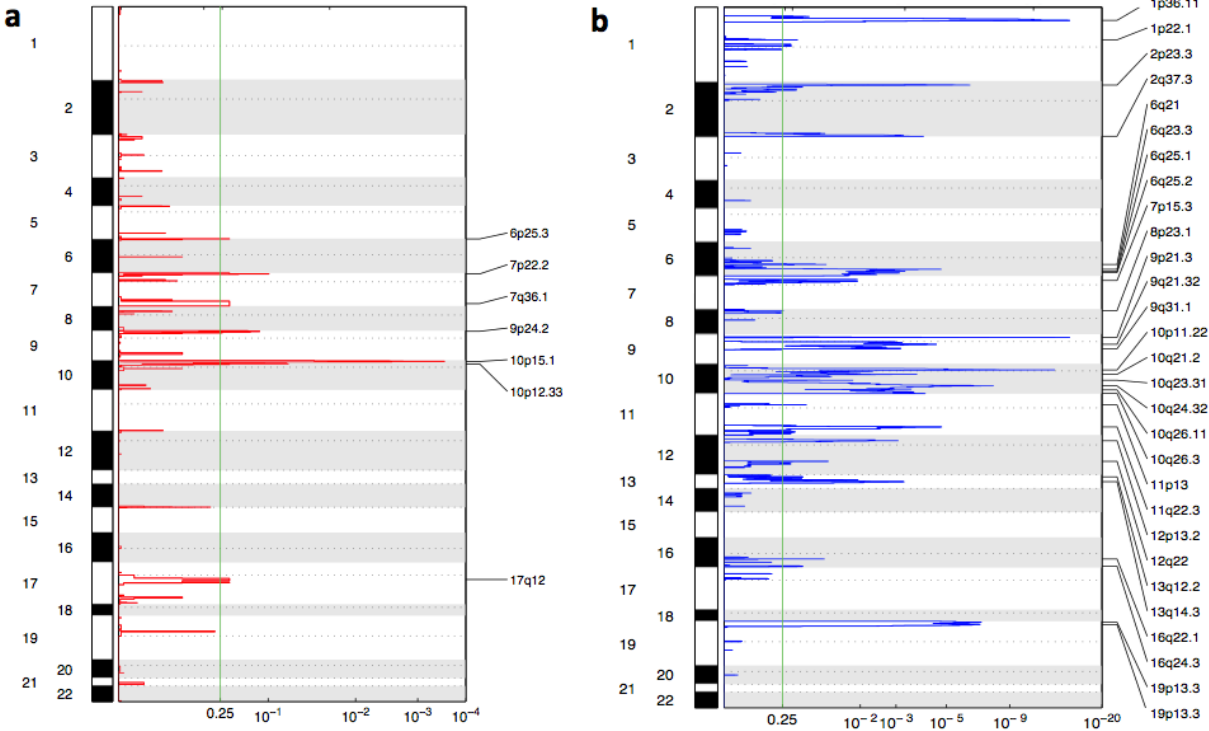 a
1
2
3
4
5
6
7
8
9
10
11
12
13
14
15
16
17
18
19
20
21
22
6p25.3
7p22.2
7q36.1
9p24.2
10p15.1
10p12.33
17q12
0.25 10-1 10-2 10-3 10-4
b
1
2
3
4
5
6
7
8
9
10
11
12
13
14
15
16
17
18
19
20
21
22
1p36.11
1p22.1
2p23.3
2q37.3
6q21
6q23.3
6q25.1
6q25.2
7p15.3
8p23.1
9p21.3
9q21.32
9q31.1
10p11.22
10q21.2
10q23.31
10q24.32
10q26.11
10q26.3
11p13
11q22.3
12p13.2
12q22
13q12.2
13q14.3
16q22.1
16q24.3
19p13.3
19p13.3
0.25 10-2 10-3 10-5 10-9 10-20